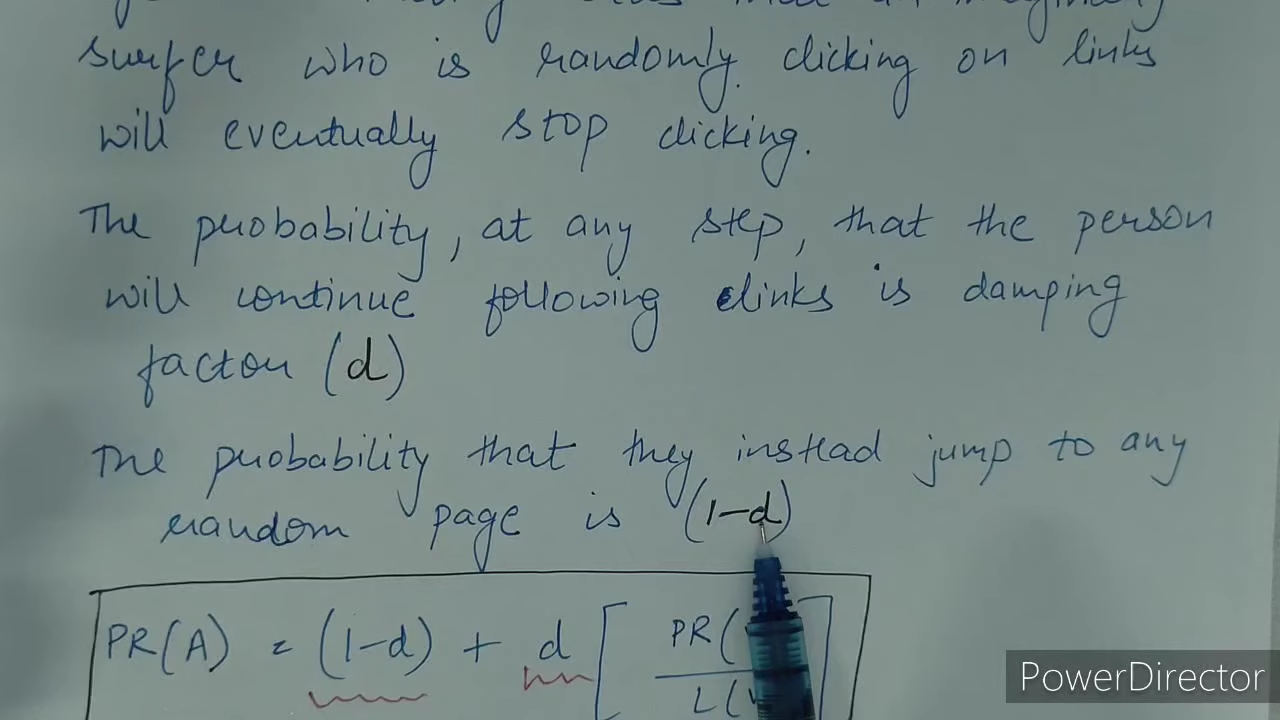 surfer who is randomly clicking on links
will eventually stop clicking.
The probability, at any step, that the person
will continue following links is damping
factor (d)
The probability that they instead jump to any
random page is (1-d)
PR(A) = (1-d) + d [ PR(
L(
PowerDirector